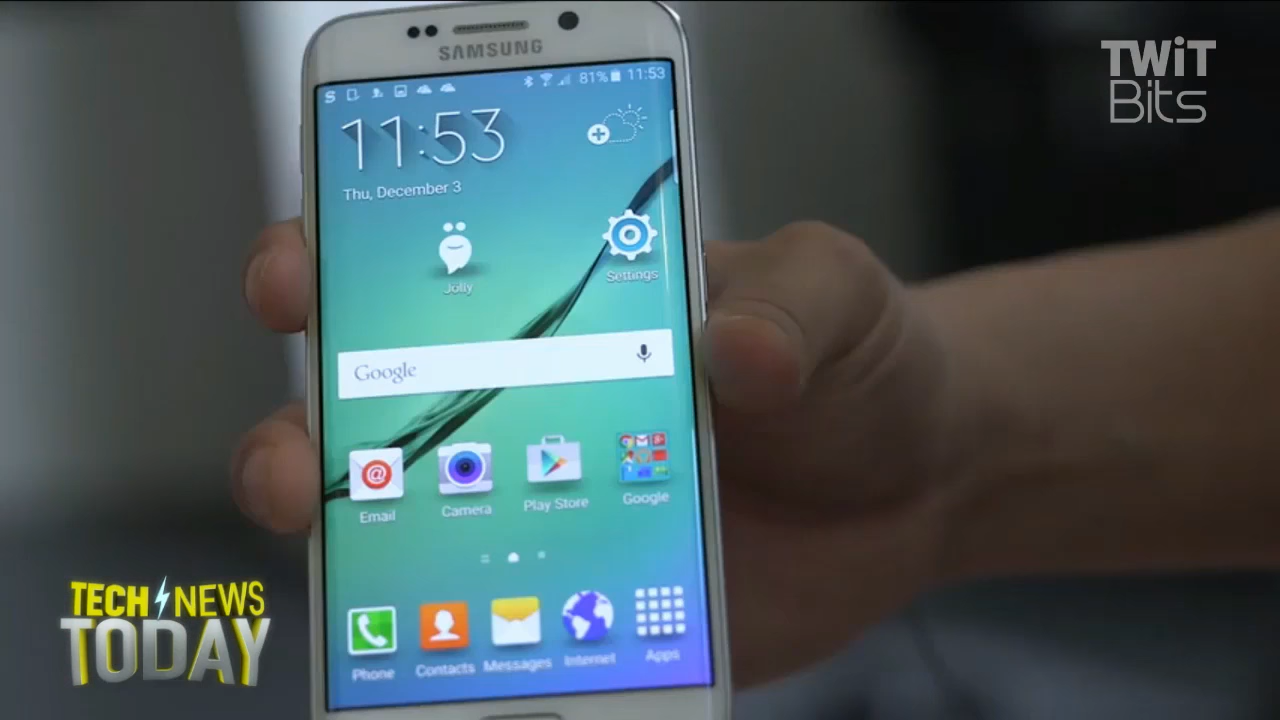 TWiT
Bits
SAMSUNG
81% 11:53
11:53
Thu, December 3
Jolly
Settings
Google
Email
Camera
Play Store
Google
Phone
Contacts
Messages
Internet
Apps
TECH NEWS
TODAY